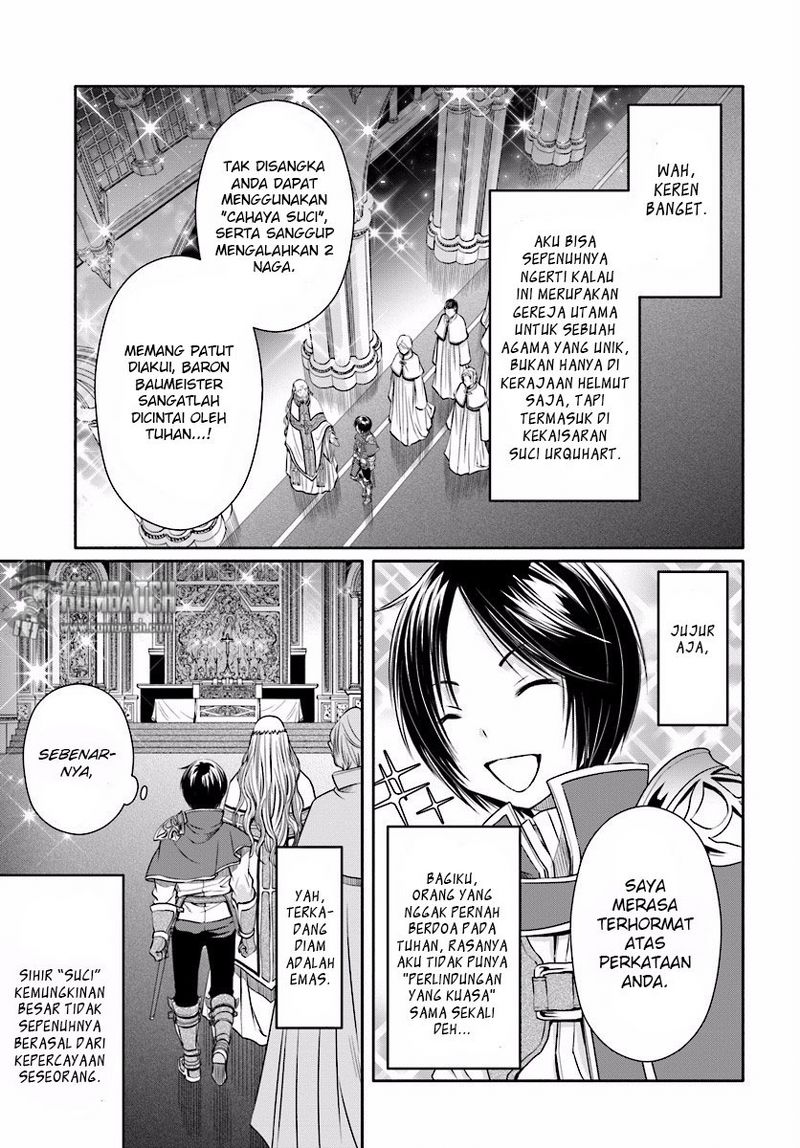 WAH,
KEREN
BANGET.
AKU BISA
SEPENUHNYA
NGERTI KALAU
INI MERUPAKAN
GEREJA UTAMA
UNTUK SEBUAH
AGAMA YANG UNIK,
BUKAN HANYA DI
KERAJAAN HELMUT
SAJA, TAPI
TERMASUK DI
KEKAISARAN
SUCI URQUHART.
TAK DISANGKA
ANDA DAPAT
MENGGUNAKAN
"CAHAYA SUCI",
SERTA SANGGUP
MENGALAHKAN 2
NAGA.
MEMANG PATUT
DIAKUI, BARON
BAUMEISTER
SANGATLAH
DICINTAI OLEH
TUHAN...!
JUJUR
AJA,
SAYA
MERASA
TERHORMAT
ATAS
PERKATAAN
ANDA.
BAGIKU,
ORANG YANG
NGGAK PERNAH
BERDOA PADA
TUHAN, RASANYA
AKU TIDAK PUNYA
"PERLINDUNGAN
YANG KUASA"
SAMA SEKALI
DEH...
YAH,
TERKA-
DANG
DIAM
ADALAH
EMAS.
SEBENAR-
NYA,
SIHIR "SUCI"
KEMUNGKINAN
BESAR TIDAK
SEPENUHNYA
BERASAL DARI
KEPERCAYAAN
SESEORANG.